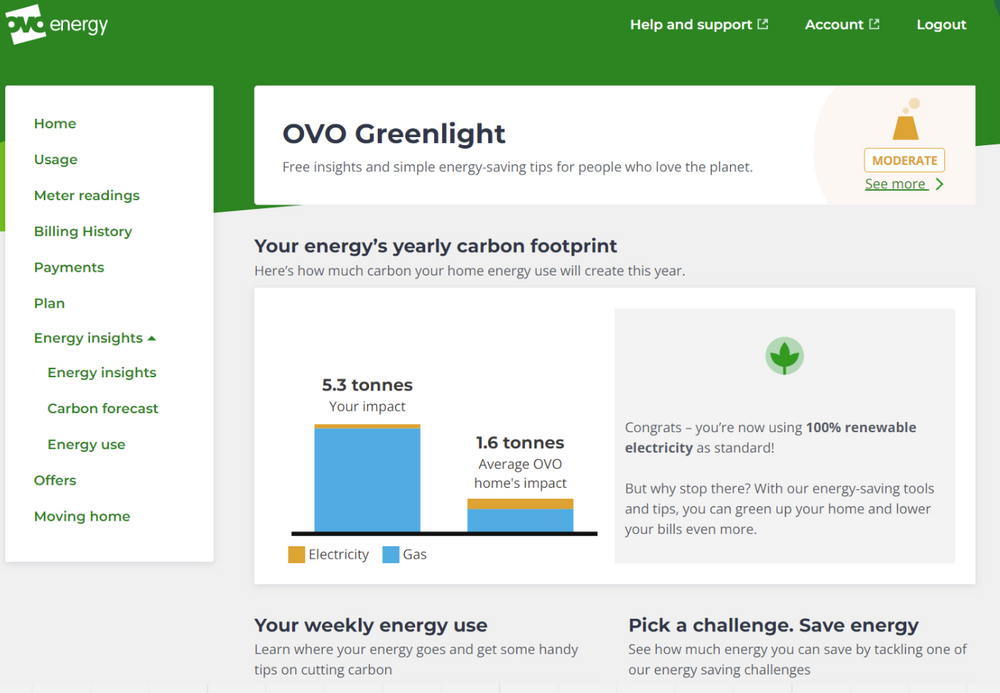 OVO energy
Help and support
Account
Logout
Home
Usage
Meter readings
Billing History
Payments
Plan
Energy insights
Energy insights
Carbon forecast
Energy use
Offers
Moving home
OVO Greenlight
Free insights and simple energy-saving tips for people who love the planet.
MODERATE
See more
Your energy’s yearly carbon footprint
Here’s how much carbon your home energy use will create this year.
5.3 tonnes
Your impact
1.6 tonnes
Average OVO
home's impact
Electricity
Gas
Congrats – you’re now using 100% renewable
electricity as standard!
But why stop there? With our energy-saving tools
and tips, you can green up your home and lower
your bills even more.
Your weekly energy use
Learn where your energy goes and get some handy
tips on cutting carbon
Pick a challenge. Save energy
See how much energy you can save by tackling one of
our energy saving challenges